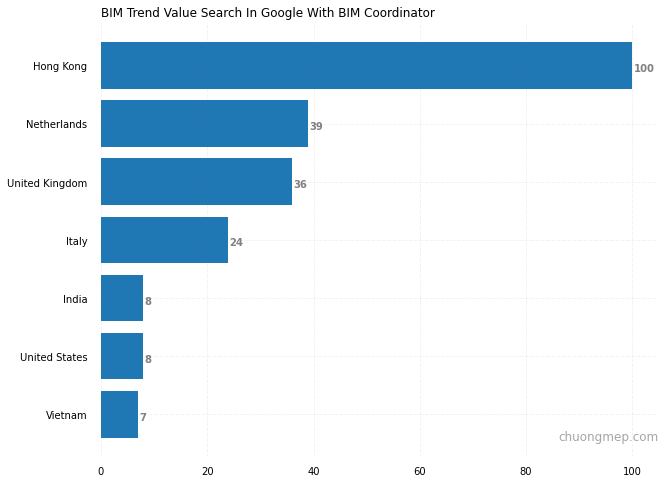 BIM Trend Value Search In Google With BIM Coordinator
Hong Kong 100
Netherlands 39
United Kingdom 36
Italy 24
India 8
United States 8
Vietnam 7
chuongmep.com
0 20 40 60 80 100